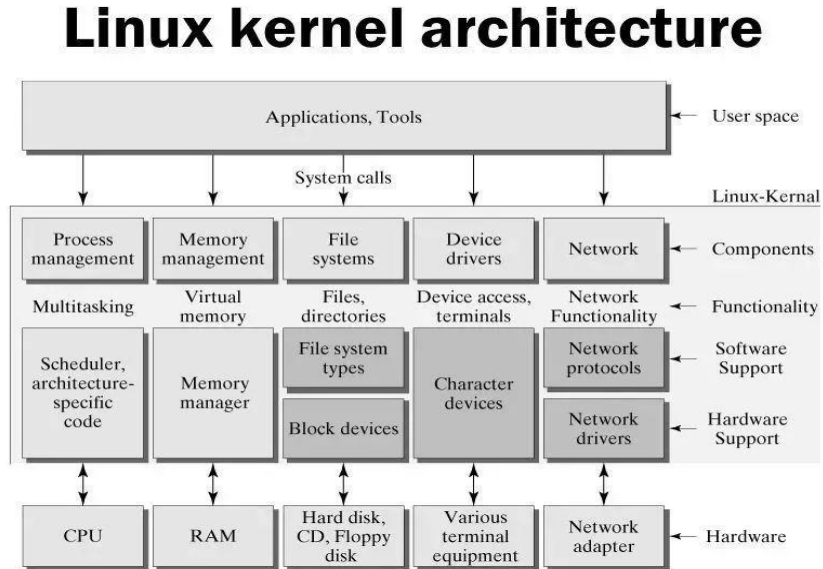 Linux kernel architecture
Applications, Tools
User space
System calls
Linux-Kernal
Process
management
Memory
management
File
systems
Device
drivers
Network
Components
Multitasking
Virtual
memory
Files,
directories
Device access,
terminals
Network
Functionality
Functionality
Scheduler,
architecture-
specific
code
Memory
manager
File system
types
Block devices
Character
devices
Network
protocols
Network
drivers
Software
Support
Hardware
Support
CPU
RAM
Hard disk,
CD, Floppy
disk
Various
terminal
equipment
Network
adapter
Hardware